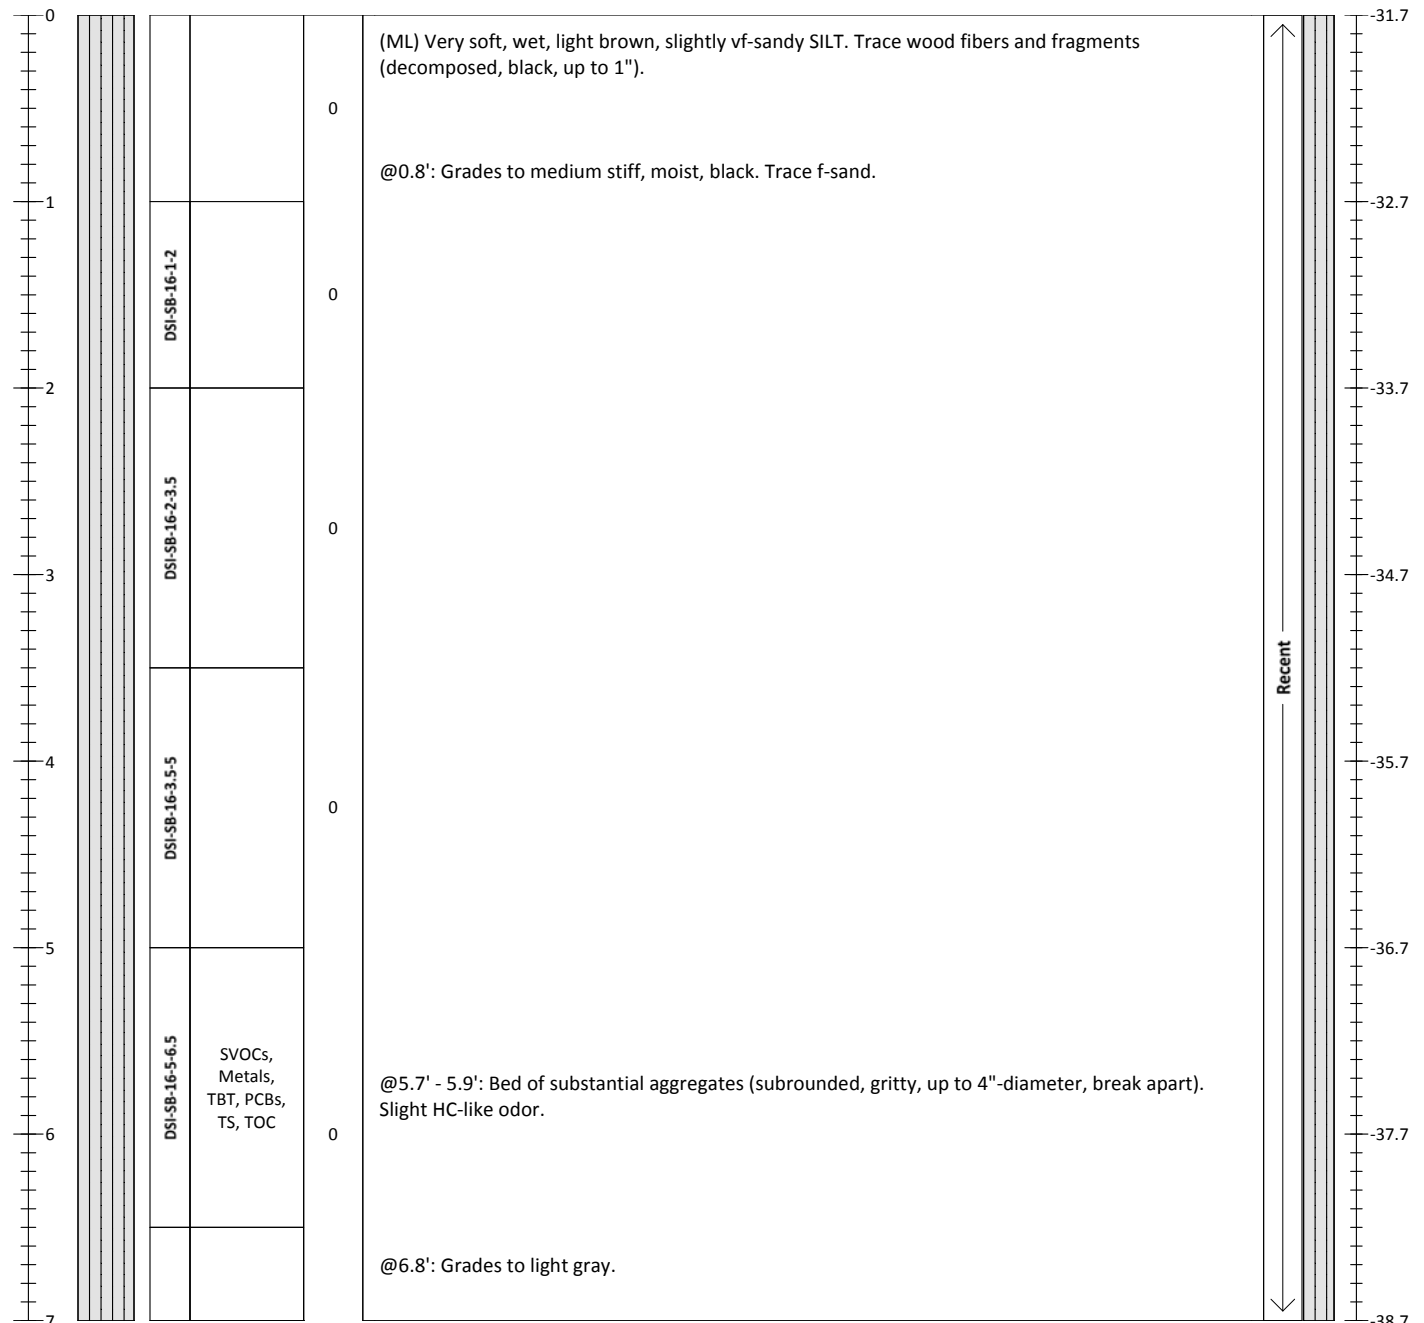 0
-31.7
(ML) Very soft, wet, light brown, slightly vf-sandy SILT. Trace wood fibers and fragments
(decomposed, black, up to 1").
0
@0.8': Grades to medium stiff, moist, black. Trace f-sand.
1
-32.7
DSI-SB-16-1-2
0
2
-33.7
DSI-SB-16-2-3.5
0
3
-34.7
Recent
4
-35.7
DSI-SB-16-3.5-5
0
5
-36.7
DSI-SB-16-5-6.5
SVOCs,
Metals,
TBT, PCBs,
TS, TOC
@5.7' - 5.9': Bed of substantial aggregates (subrounded, gritty, up to 4"-diameter, break apart).
Slight HC-like odor.
6
0
-37.7
@6.8': Grades to light gray.
7
-38.7